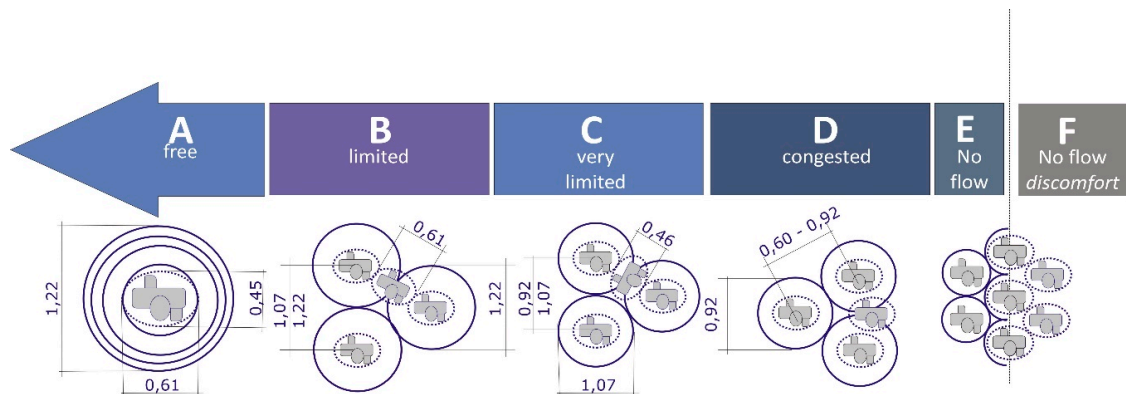 A
free
B
limited
C
very
limited
D
congested
E
No
flow
F
No flow
discomfort
1,22
0,45
0,61
1,07
1,22
0,61
1,22
0,92
1,07
0,46
1,07
0,92
0,60 - 0,92